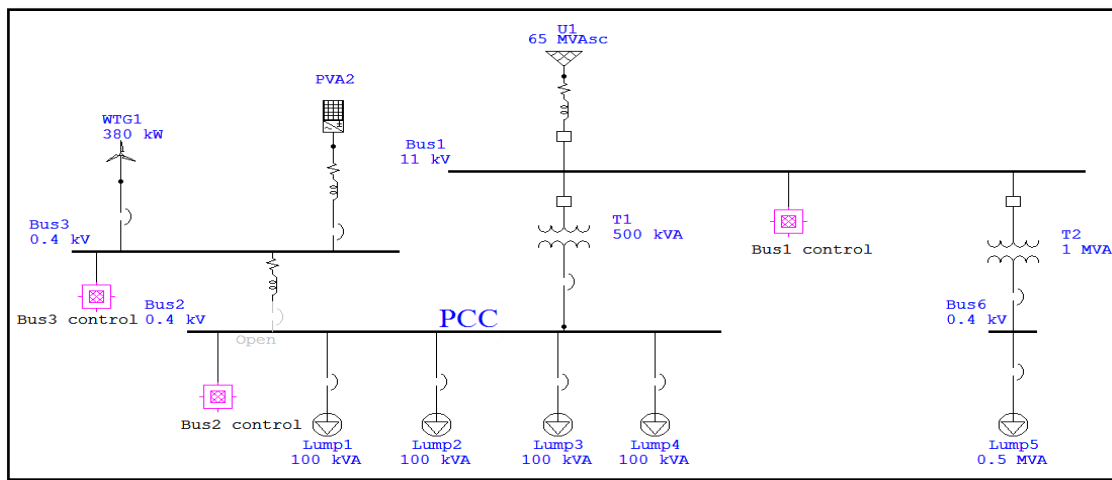 U1
65 MVAsc
PVA2
WTG1
380 kW
Bus1
11 kV
T1
500 kVA
Bus3
0.4 kV
Bus1 control
T2
1 MVA
Bus3 control
Bus2
0.4 kV
PCC
Bus6
0.4 kV
Open
Bus2 control
Lump1
100 kVA
Lump2
100 kVA
Lump3
100 kVA
Lump4
100 kVA
Lump5
0.5 MVA